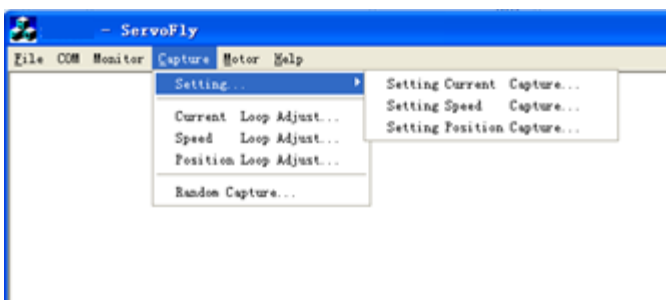 - ServoFly
File COM Monitor Capture Motor Help
Setting...
Current Loop Adjust...
Speed Loop Adjust...
Position Loop Adjust...
Random Capture...
Setting Current Capture...
Setting Speed Capture...
Setting Position Capture...